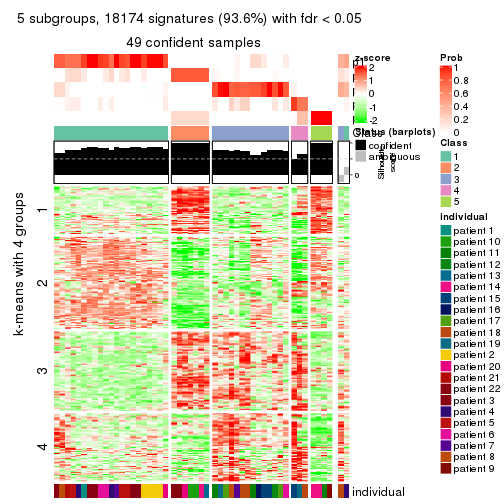 5 subgroups, 18174 signatures (93.6%) with fdr < 0.05
49 confident samples
z-score
2
1
0
-1
-2
Prob
1
0.8
0.6
0.4
0.2
0
Class
Status (barplots)
confident
ambiguous
Silhouette
score
0
Class
1
2
3
4
5
k-means with 4 groups
1
2
3
4
individual
patient 1
patient 10
patient 11
patient 12
patient 13
patient 14
patient 15
patient 16
patient 17
patient 18
patient 19
patient 2
patient 20
patient 21
patient 22
patient 3
patient 4
patient 5
patient 6
patient 7
patient 8
patient 9
individual